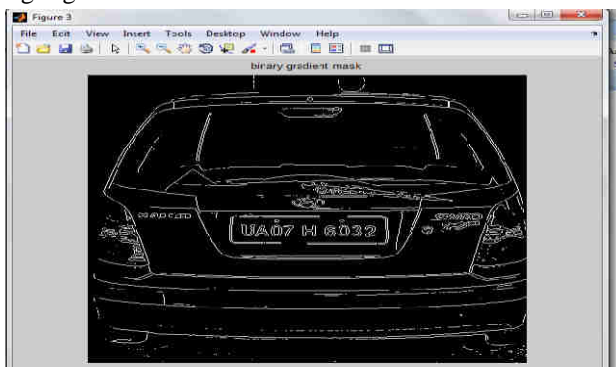 Figure 3
File Edit View Insert Tools Desktop Window Help
binary gradient mask
UA07 H 6032